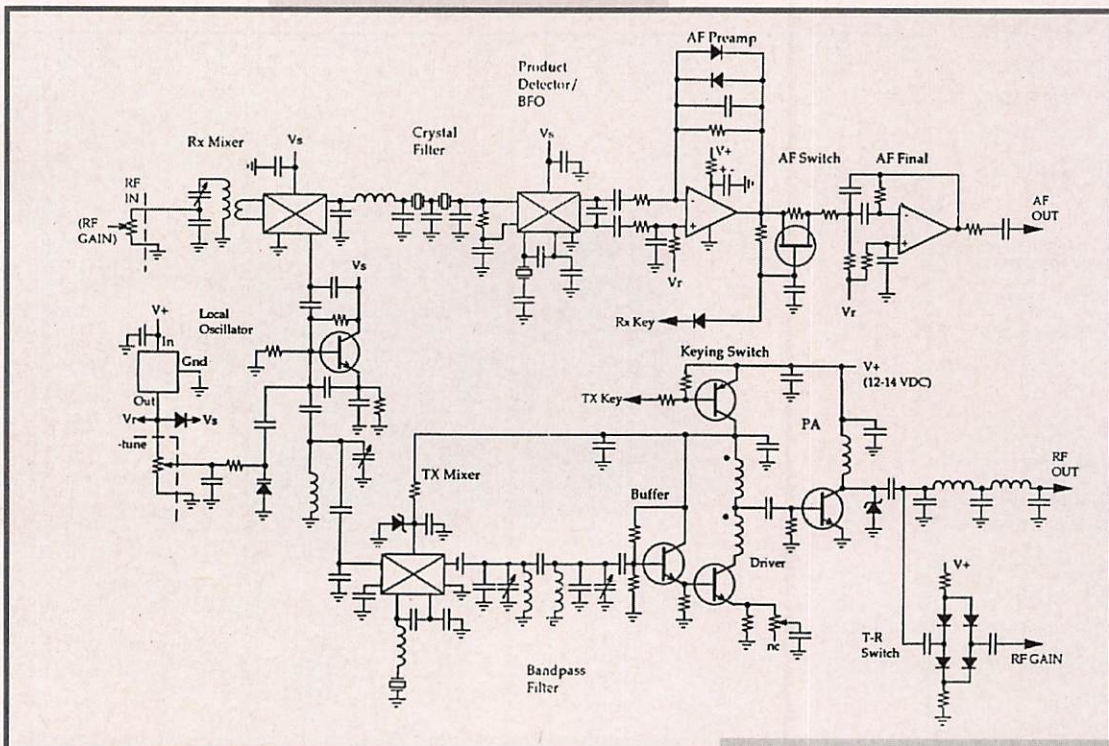 AF Preamp
Product
Detector/
BFO
Vs
Rx Mixer
Vs
Crystal
Filter
V+
+ -
AF Switch
AF Final
RF
IN
(RF
GAIN)
-
+
-
+
AF
OUT
Vr
Vr
Rx Key
Vs
V+
Local
Oscillator
In
Gnd
Out
Vr
Vs
-tune
Keying Switch
V+
(12-14 VDC)
TX Key
PA
TX Mixer
Buffer
RF
OUT
Driver
V+
nc
T-R
Switch
RF GAIN
Bandpass
Filter